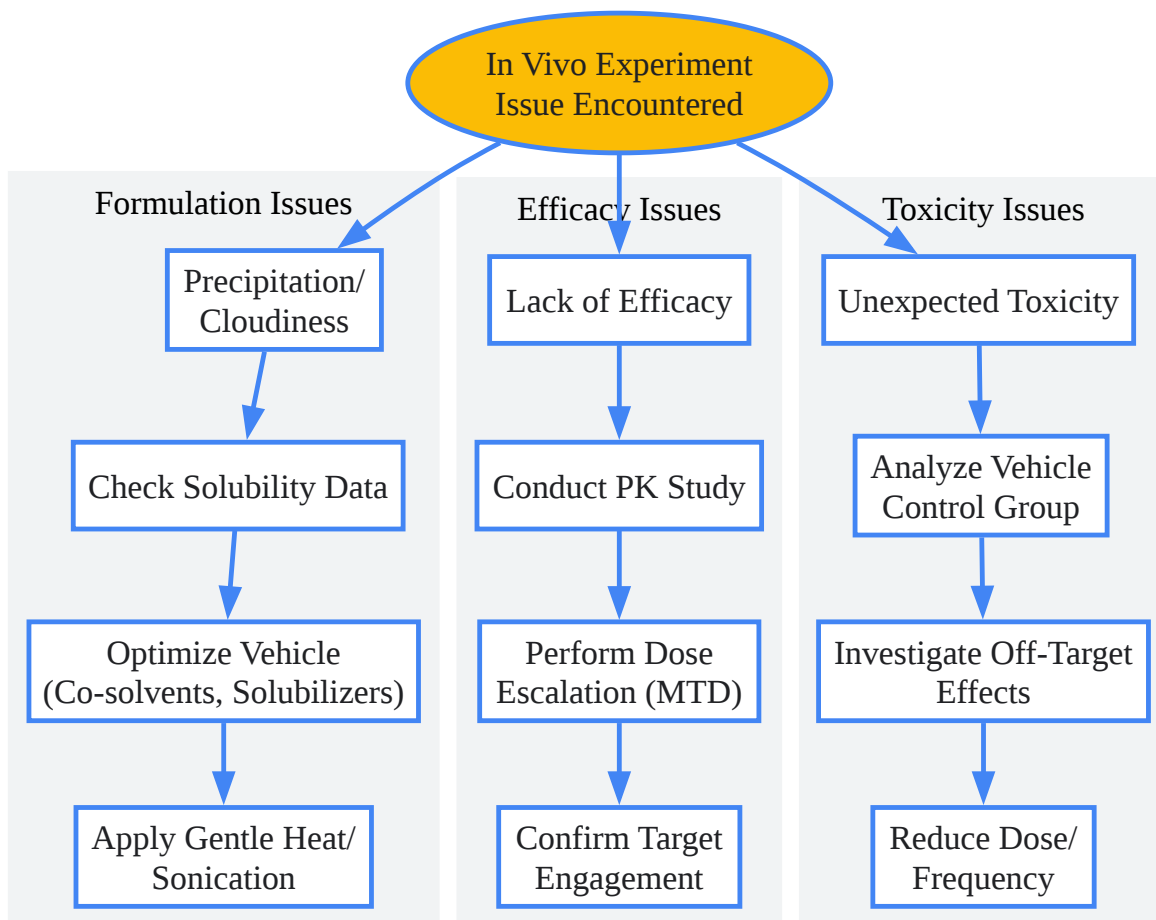 In Vivo Experiment
Issue Encountered
Formulation Issues
Precipitation/
Cloudiness
Check Solubility Data
Optimize Vehicle
(Co-solvents, Solubilizers)
Apply Gentle Heat/
Sonication
Efficacy Issues
Lack of Efficacy
Conduct PK Study
Perform Dose
Escalation (MTD)
Confirm Target
Engagement
Toxicity Issues
Unexpected Toxicity
Analyze Vehicle
Control Group
Investigate Off-Target
Effects
Reduce Dose/
Frequency